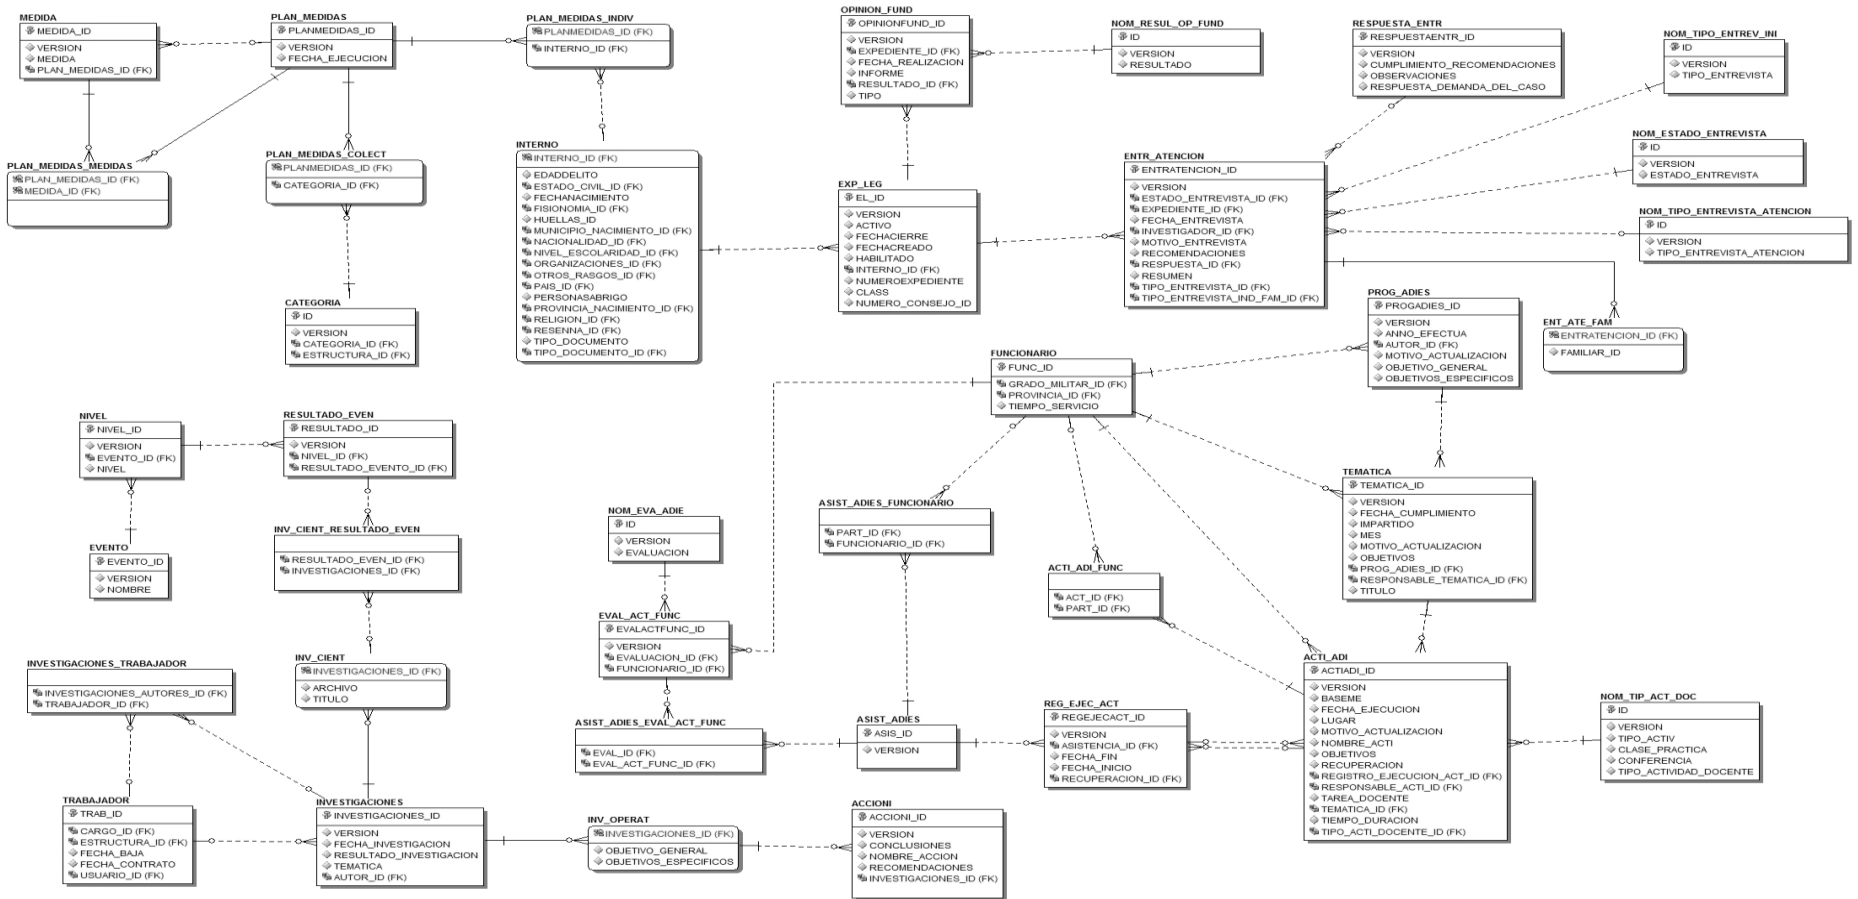 MEDIDA
MEDIDA_ID
VERSION
MEDIDA
PLAN_MEDIDAS_ID (FK)
PLAN_MEDIDAS
PLANMEDIDAS_ID
VERSION
FECHA_EJECUCION
PLAN_MEDIDAS_INDIV
PLANMEDIDAS_ID (FK)
INTERNO_ID (FK)
PLAN_MEDIDAS_MEDIDAS
PLAN_MEDIDAS_ID (FK)
MEDIDA_ID (FK)
PLAN_MEDIDAS_COLECT
PLANMEDIDAS_ID (FK)
CATEGORIA_ID (FK)
CATEGORIA
ID
VERSION
CATEGORIA_ID (FK)
ESTRUCTURA_ID (FK)
INTERNO
INTERNO_ID (FK)
EDADDELITO
ESTADO_CIVIL_ID (FK)
FECHANACIMIENTO
FISIONOMIA_ID (FK)
HUELLAS_ID
MUNICIPIO_NACIMIENTO_ID (FK)
NACIONALIDAD_ID (FK)
NIVEL_ESCOLARIDAD_ID (FK)
ORGANIZACIONES_ID (FK)
OTROS_RASGOS_ID (FK)
PAIS_ID (FK)
PERSONASABRIGO
PROVINCIA_NACIMIENTO_ID (FK)
RELIGION_ID (FK)
RESENNA_ID (FK)
TIPO_DOCUMENTO
TIPO_DOCUMENTO_ID (FK)
OPINION_FUND
OPINIONFUND_ID
VERSION
EXPEDIENTE_ID (FK)
FECHA_REALIZACION
INFORME
RESULTADO_ID (FK)
TIPO
NOM_RESUL_OP_FUND
ID
VERSION
RESULTADO
EXP_LEG
EL_ID
VERSION
ACTIVO
FECHACIERRE
FECHACREADO
HABILITADO
INTERNO_ID (FK)
NUMEROEXPEDIENTE
CLASS
NUMERO_CONSEJO_ID
RESPUESTA_ENTR
RESPUESTAENTR_ID
VERSION
CUMPLIMIENTO_RECOMENDACIONES
OBSERVACIONES
RESPUESTA_DEMANDA_DEL_CASO
NOM_TIPO_ENTREV_INI
ID
VERSION
TIPO_ENTREVISTA
NOM_ESTADO_ENTREVISTA
ID
VERSION
ESTADO_ENTREVISTA
NOM_TIPO_ENTREVISTA_ATENCION
ID
VERSION
TIPO_ENTREVISTA_ATENCION
ENTR_ATENCION
ENTRATENCION_ID
VERSION
ESTADO_ENTREVISTA_ID (FK)
EXPEDIENTE_ID (FK)
FECHA_ENTREVISTA
INVESTIGADOR_ID (FK)
MOTIVO_ENTREVISTA
RECOMENDACIONES
RESPUESTA_ID (FK)
RESUMEN
TIPO_ENTREVISTA_ID (FK)
TIPO_ENTREVISTA_IND_FAM_ID (FK)
ENT_ATE_FAM
ENTRATENCION_ID (FK)
FAMILIAR_ID
PROG_ADIES
PROGADIES_ID
VERSION
ANNO_EFECTUA
AUTOR_ID (FK)
MOTIVO_ACTUALIZACION
OBJETIVO_GENERAL
OBJETIVOS_ESPECIFICOS
FUNCIONARIO
FUNC_ID
GRADO_MILITAR_ID (FK)
PROVINCIA_ID (FK)
TIEMPO_SERVICIO
NIVEL
NIVEL_ID
VERSION
EVENTO_ID (FK)
NIVEL
RESULTADO_EVEN
RESULTADO_ID
VERSION
NIVEL_ID (FK)
RESULTADO_EVENTO_ID (FK)
EVENTO
EVENTO_ID
VERSION
NOMBRE
INV_CIENT_RESULTADO_EVEN
RESULTADO_EVEN_ID (FK)
INVESTIGACIONES_ID (FK)
NOM_EVA_ADIE
ID
VERSION
EVALUACION
ASIST_ADIES_FUNCIONARIO
PART_ID (FK)
FUNCIONARIO_ID (FK)
ACTI_ADI_FUNC
ACT_ID (FK)
PART_ID (FK)
TEMATICA
TEMATICA_ID
VERSION
FECHA_CUMPLIMIENTO
IMPARTIDO
MES
MOTIVO_ACTUALIZACION
OBJETIVOS
PROG_ADIES_ID (FK)
RESPONSABLE_TEMATICA_ID (FK)
TITULO
EVAL_ACT_FUNC
EVALACTFUNC_ID
VERSION
EVALUACION_ID (FK)
FUNCIONARIO_ID (FK)
INVESTIGACIONES_TRABAJADOR
INVESTIGACIONES_AUTORES_ID (FK)
TRABAJADOR_ID (FK)
INV_CIENT
INVESTIGACIONES_ID (FK)
ARCHIVO
TITULO
ASIST_ADIES_EVAL_ACT_FUNC
EVAL_ID (FK)
EVAL_ACT_FUNC_ID (FK)
ASIST_ADIES
ASIS_ID
VERSION
REG_EJEC_ACT
REGEJECACT_ID
VERSION
ASISTENCIA_ID (FK)
FECHA_FIN
FECHA_INICIO
RECUPERACION_ID (FK)
ACTI_ADI
ACTIADI_ID
VERSION
BASEME
FECHA_EJECUCION
LUGAR
MOTIVO_ACTUALIZACION
NOMBRE_ACTI
OBJETIVOS
RECUPERACION
REGISTRO_EJECUCION_ACT_ID (FK)
RESPONSABLE_ACTI_ID (FK)
TAREA_DOCENTE
TEMATICA_ID (FK)
TIEMPO_DURACION
TIPO_ACTI_DOCENTE_ID (FK)
NOM_TIP_ACT_DOC
ID
VERSION
TIPO_ACTIV
CLASE_PRACTICA
CONFERENCIA
TIPO_ACTIVIDAD_DOCENTE
TRABAJADOR
TRAB_ID
CARGO_ID (FK)
ESTRUCTURA_ID (FK)
FECHA_BAJA
FECHA_CONTRATO
USUARIO_ID (FK)
INVESTIGACIONES
INVESTIGACIONES_ID
VERSION
FECHA_INVESTIGACION
RESULTADO_INVESTIGACION
TEMATICA
AUTOR_ID (FK)
INV_OPERAT
INVESTIGACIONES_ID (FK)
OBJETIVO_GENERAL
OBJETIVOS_ESPECIFICOS
ACCIONI
ACCIONI_ID
VERSION
CONCLUSIONES
NOMBRE_ACCION
RECOMENDACIONES
INVESTIGACIONES_ID (FK)